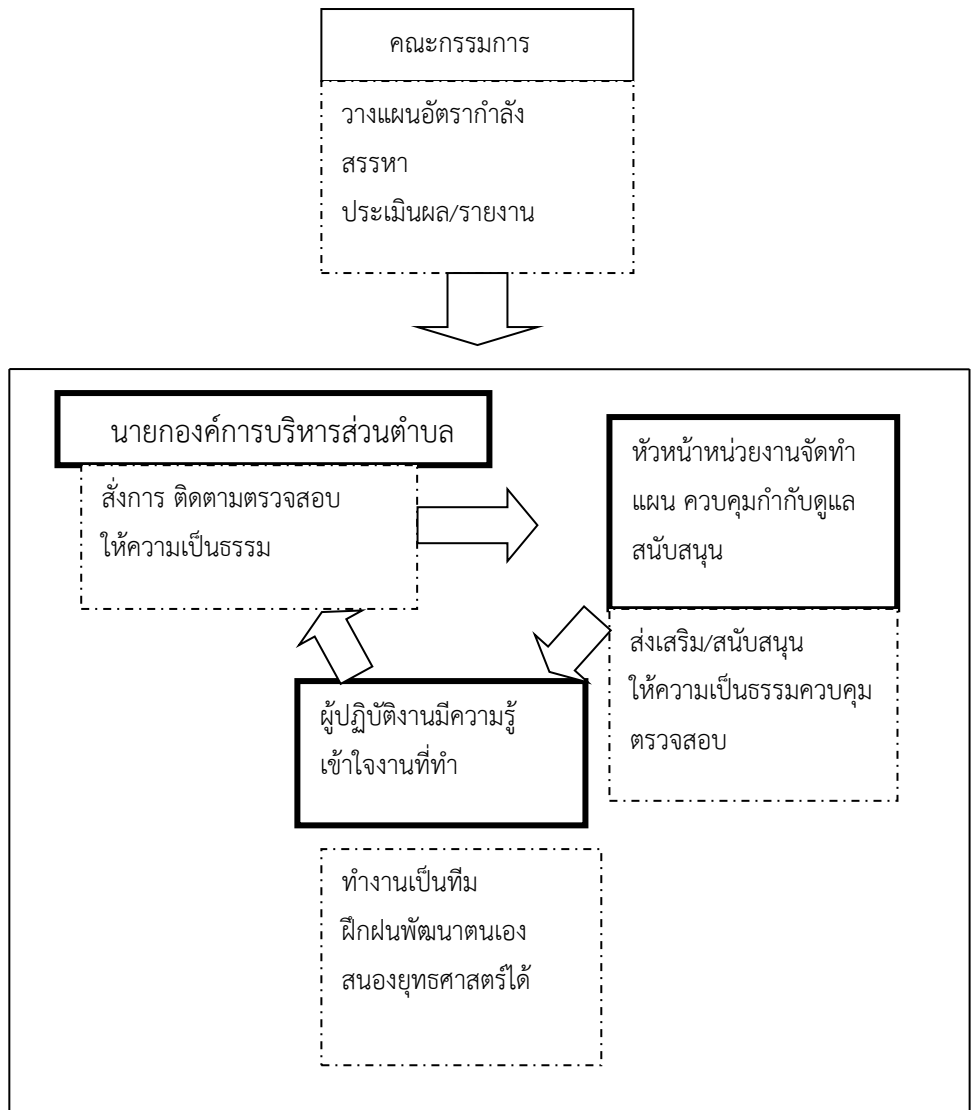 คณะกรรมการ
วางแผนอัตรากำลัง
สรรหา
ประเมินผล/รายงาน
นายกองค์การบริหารส่วนตำบล
สั่งการ ติดตามตรวจสอบ
ให้ความเป็นธรรม
หัวหน้าหน่วยงานจัดทำ
แผน ควบคุมกำกับดูแล
สนับสนุน
ส่งเสริม/สนับสนุน
ให้ความเป็นธรรมควบคุม
ตรวจสอบ
ผู้ปฏิบัติงานมีความรู้
เข้าใจงานที่ทำ
ทำงานเป็นทีม
ฝึกฝนพัฒนาตนเอง
สนองยุทธศาสตร์ได้